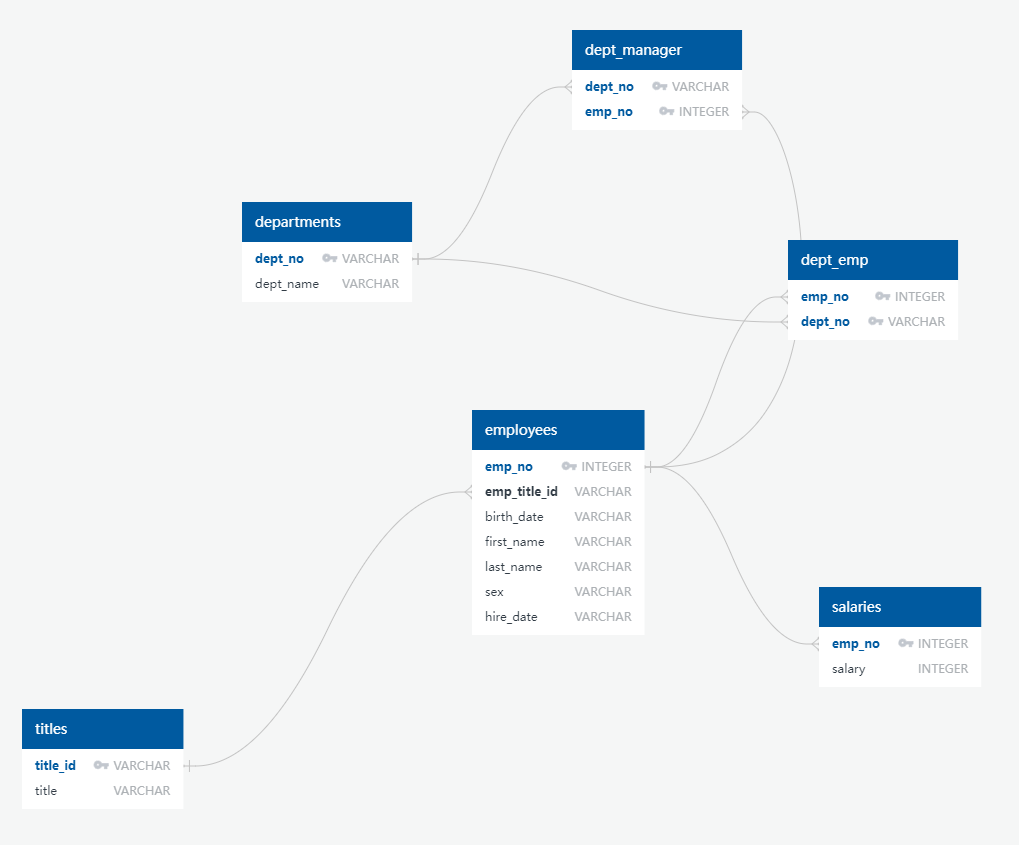 dept_manager
dept_no VARCHAR
emp_no INTEGER
departments
dept_no VARCHAR
dept_name VARCHAR
dept_emp
emp_no INTEGER
dept_no VARCHAR
employees
emp_no INTEGER
emp_title_id VARCHAR
birth_date VARCHAR
first_name VARCHAR
last_name VARCHAR
sex VARCHAR
hire_date VARCHAR
salaries
emp_no INTEGER
salary INTEGER
titles
title_id VARCHAR
title VARCHAR